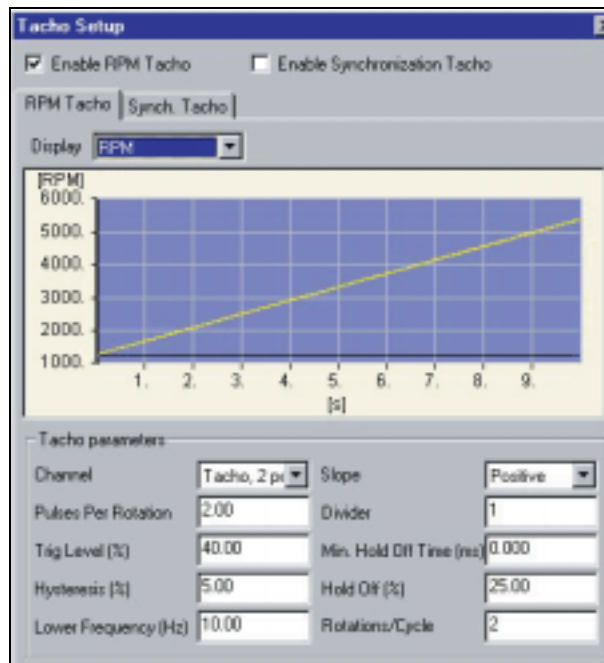 Tacho Setup
Enable RPM Tacho Enable Synchronization Tacho
RPM Tacho Synch. Tacho
Display RPM
[RPM]
6000.
5000.
4000.
3000.
2000.
1000.
1. 2. 3. 4. 5. 6. 7. 8. 9.
[s]
Tacho parameters
Channel Tacho, 2 p Slope Positive
Pulses Per Rotation 2.00 Divider 1
Trig Level (%) 40.00 Min. Hold Off Time (ms) 0.000
Hysteresis (%) 5.00 Hold Off (%) 25.00
Lower Frequency (Hz) 10.00 Rotations/Cycle 2